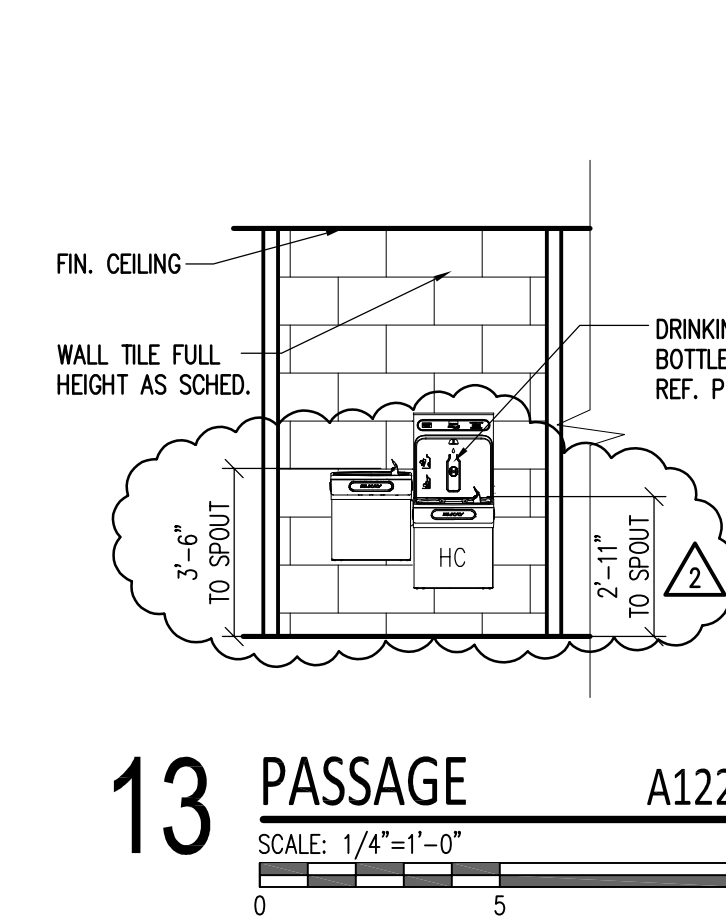 FIN. CEILING
WALL TILE FULL
HEIGHT AS SCHED.
BOTTLE
REF.
3'-6"
TO SPOUT
HC
2'-11"
TO SPOUT
2
13
PASSAGE
A122
SCALE: 1/4"=1'-0"
0
5